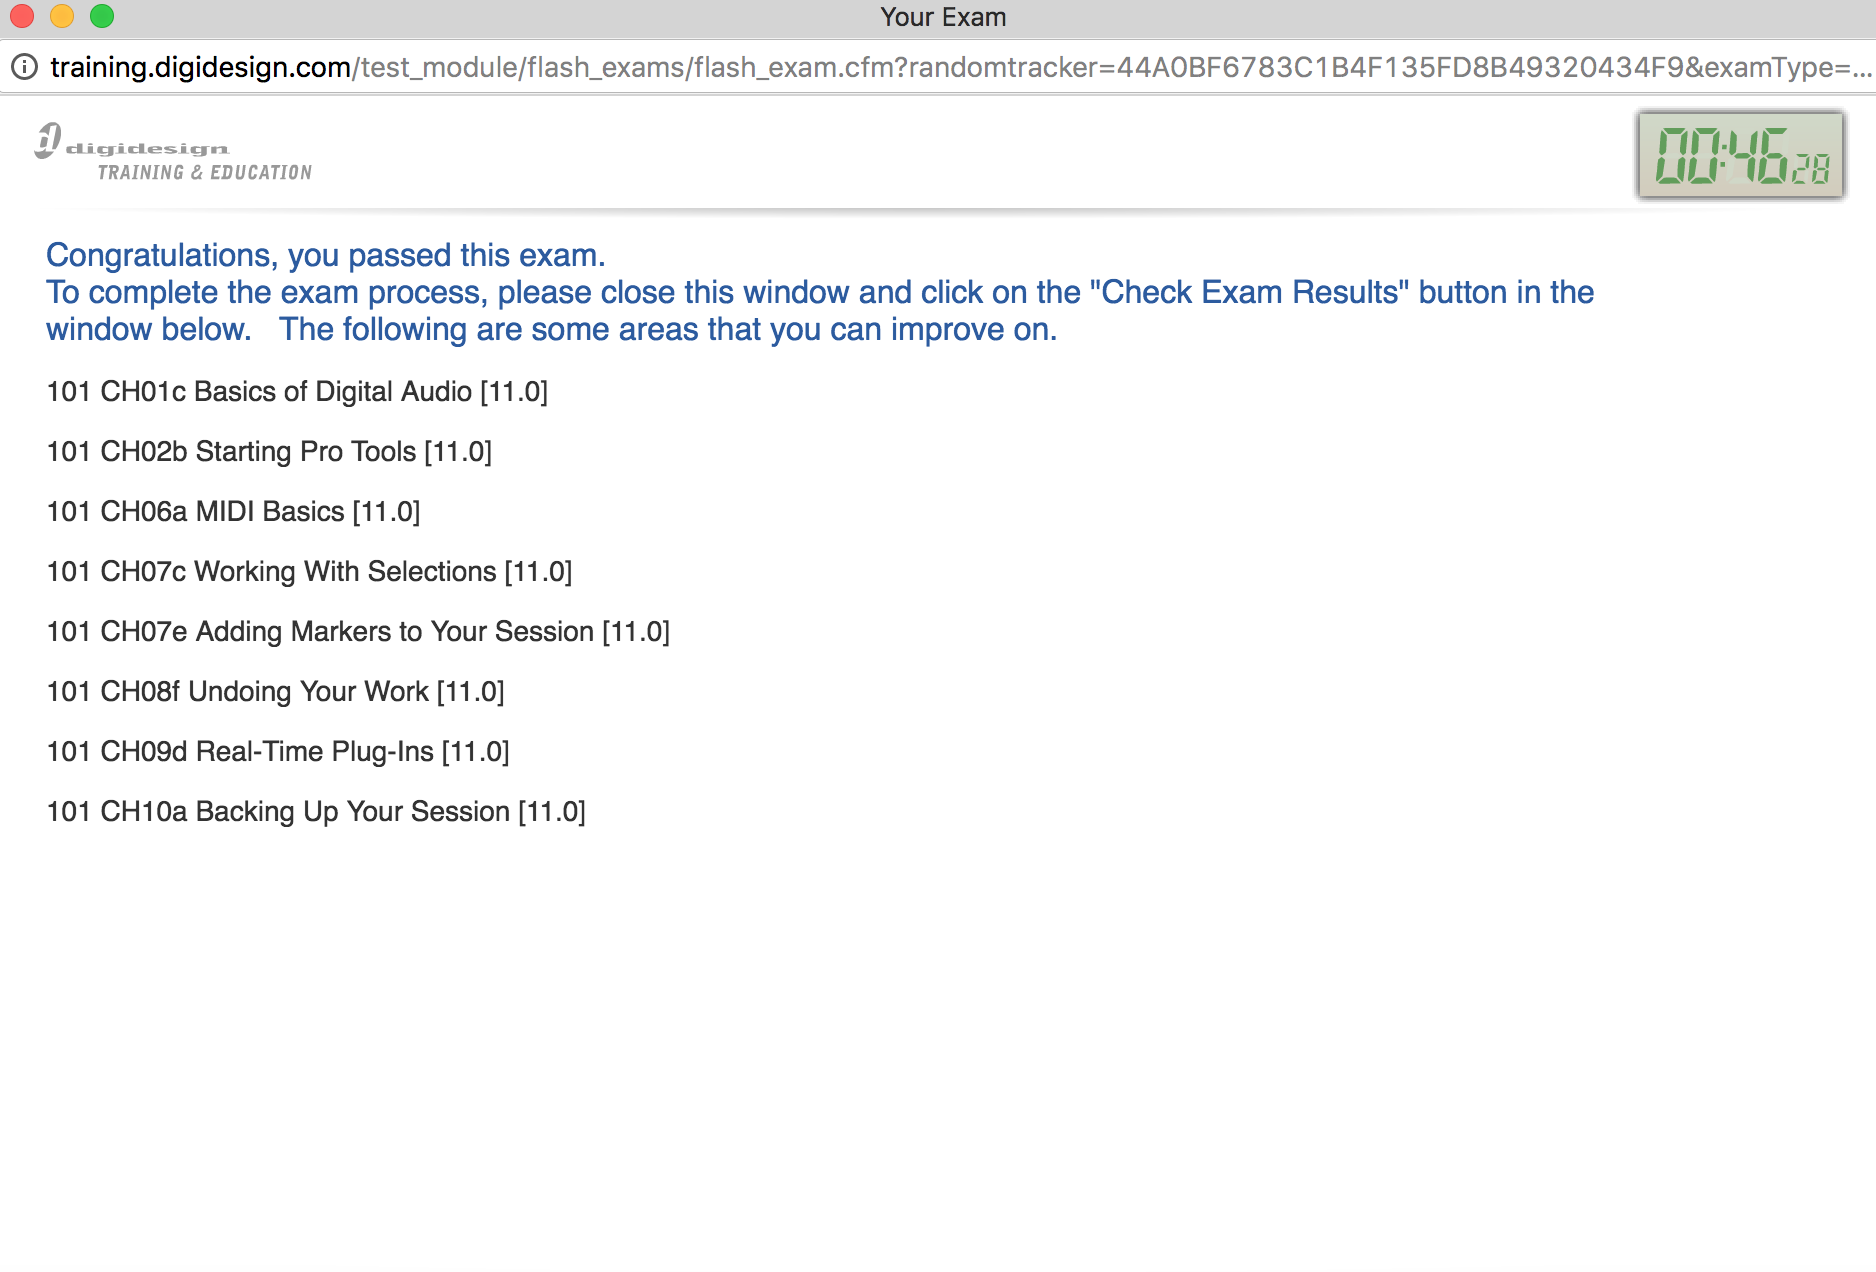 Your Exam
training.digidesign.com/test_module/flash_exams/flash_exam.cfm?randomtracker=44A0BF6783C1B4F135FD8B49320434F9&examType=...
digidesign
TRAINING & EDUCATION
00:46 28
Congratulations, you passed this exam.
To complete the exam process, please close this window and click on the "Check Exam Results" button in the
window below.   The following are some areas that you can improve on.
101 CH01c Basics of Digital Audio [11.0]
101 CH02b Starting Pro Tools [11.0]
101 CH06a MIDI Basics [11.0]
101 CH07c Working With Selections [11.0]
101 CH07e Adding Markers to Your Session [11.0]
101 CH08f Undoing Your Work [11.0]
101 CH09d Real-Time Plug-Ins [11.0]
101 CH10a Backing Up Your Session [11.0]